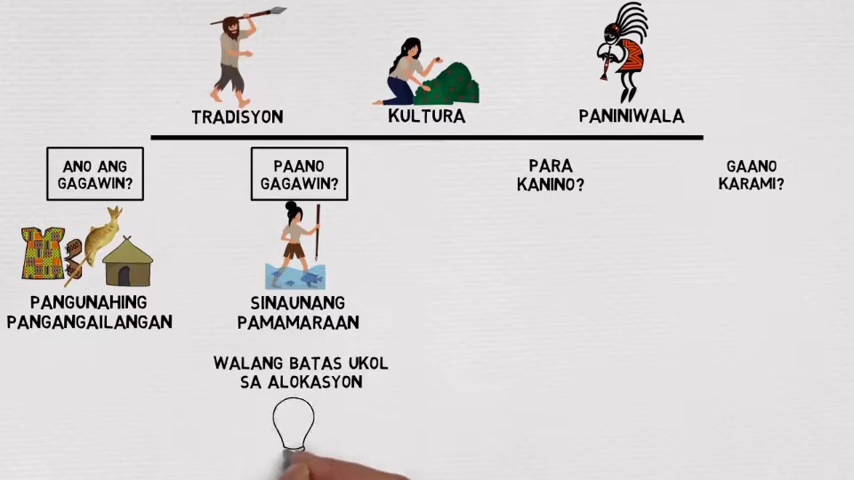 TRADISYON
KULTURA
PANINIWALA
ANO ANG
GAGAWIN?
PAANO
GAGAWIN?
PARA
KANINO?
GAANO
KARAMI?
PANGUNAHING
PANGANGAILANGAN
SINAUNANG
PAMAMARAAN
WALANG BATAS UKOL
SA ALOKASYON